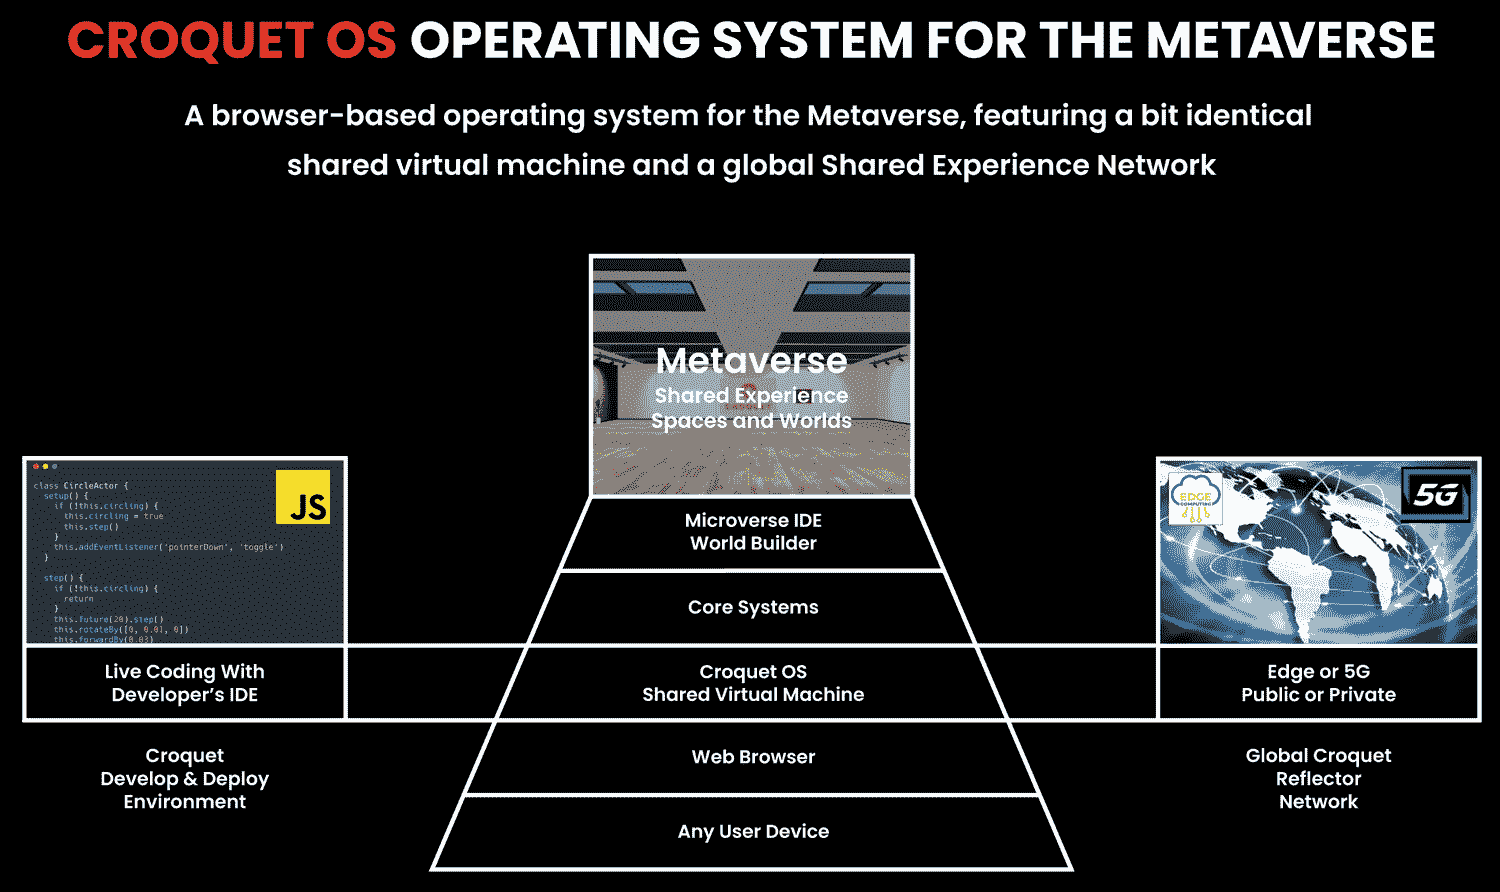 CROQUET OS OPERATING SYSTEM FOR THE METAVERSE
A browser-based operating system for the Metaverse, featuring a bit identical
shared virtual machine and a global Shared Experience Network
Metaverse
Shared Experience
Spaces and Worlds
class CircleActor {
setup() {
if (!this.circling) {
this.circling = true
this.step()
}
this.addEventListener('pointerDown', 'toggle')
}
step() {
if (!this.circling) {
return
}
this.future(20).step()
this.rotateBy([0, 0.01, 0])
this.forwardBy(0.03)
JS
EDGE
COMPUTING
5G
Microverse IDE
World Builder
Core Systems
Live Coding With
Developer's IDE
Croquet OS
Shared Virtual Machine
Edge or 5G
Public or Private
Croquet
Develop & Deploy
Environment
Web Browser
Global Croquet
Reflector
Network
Any User Device